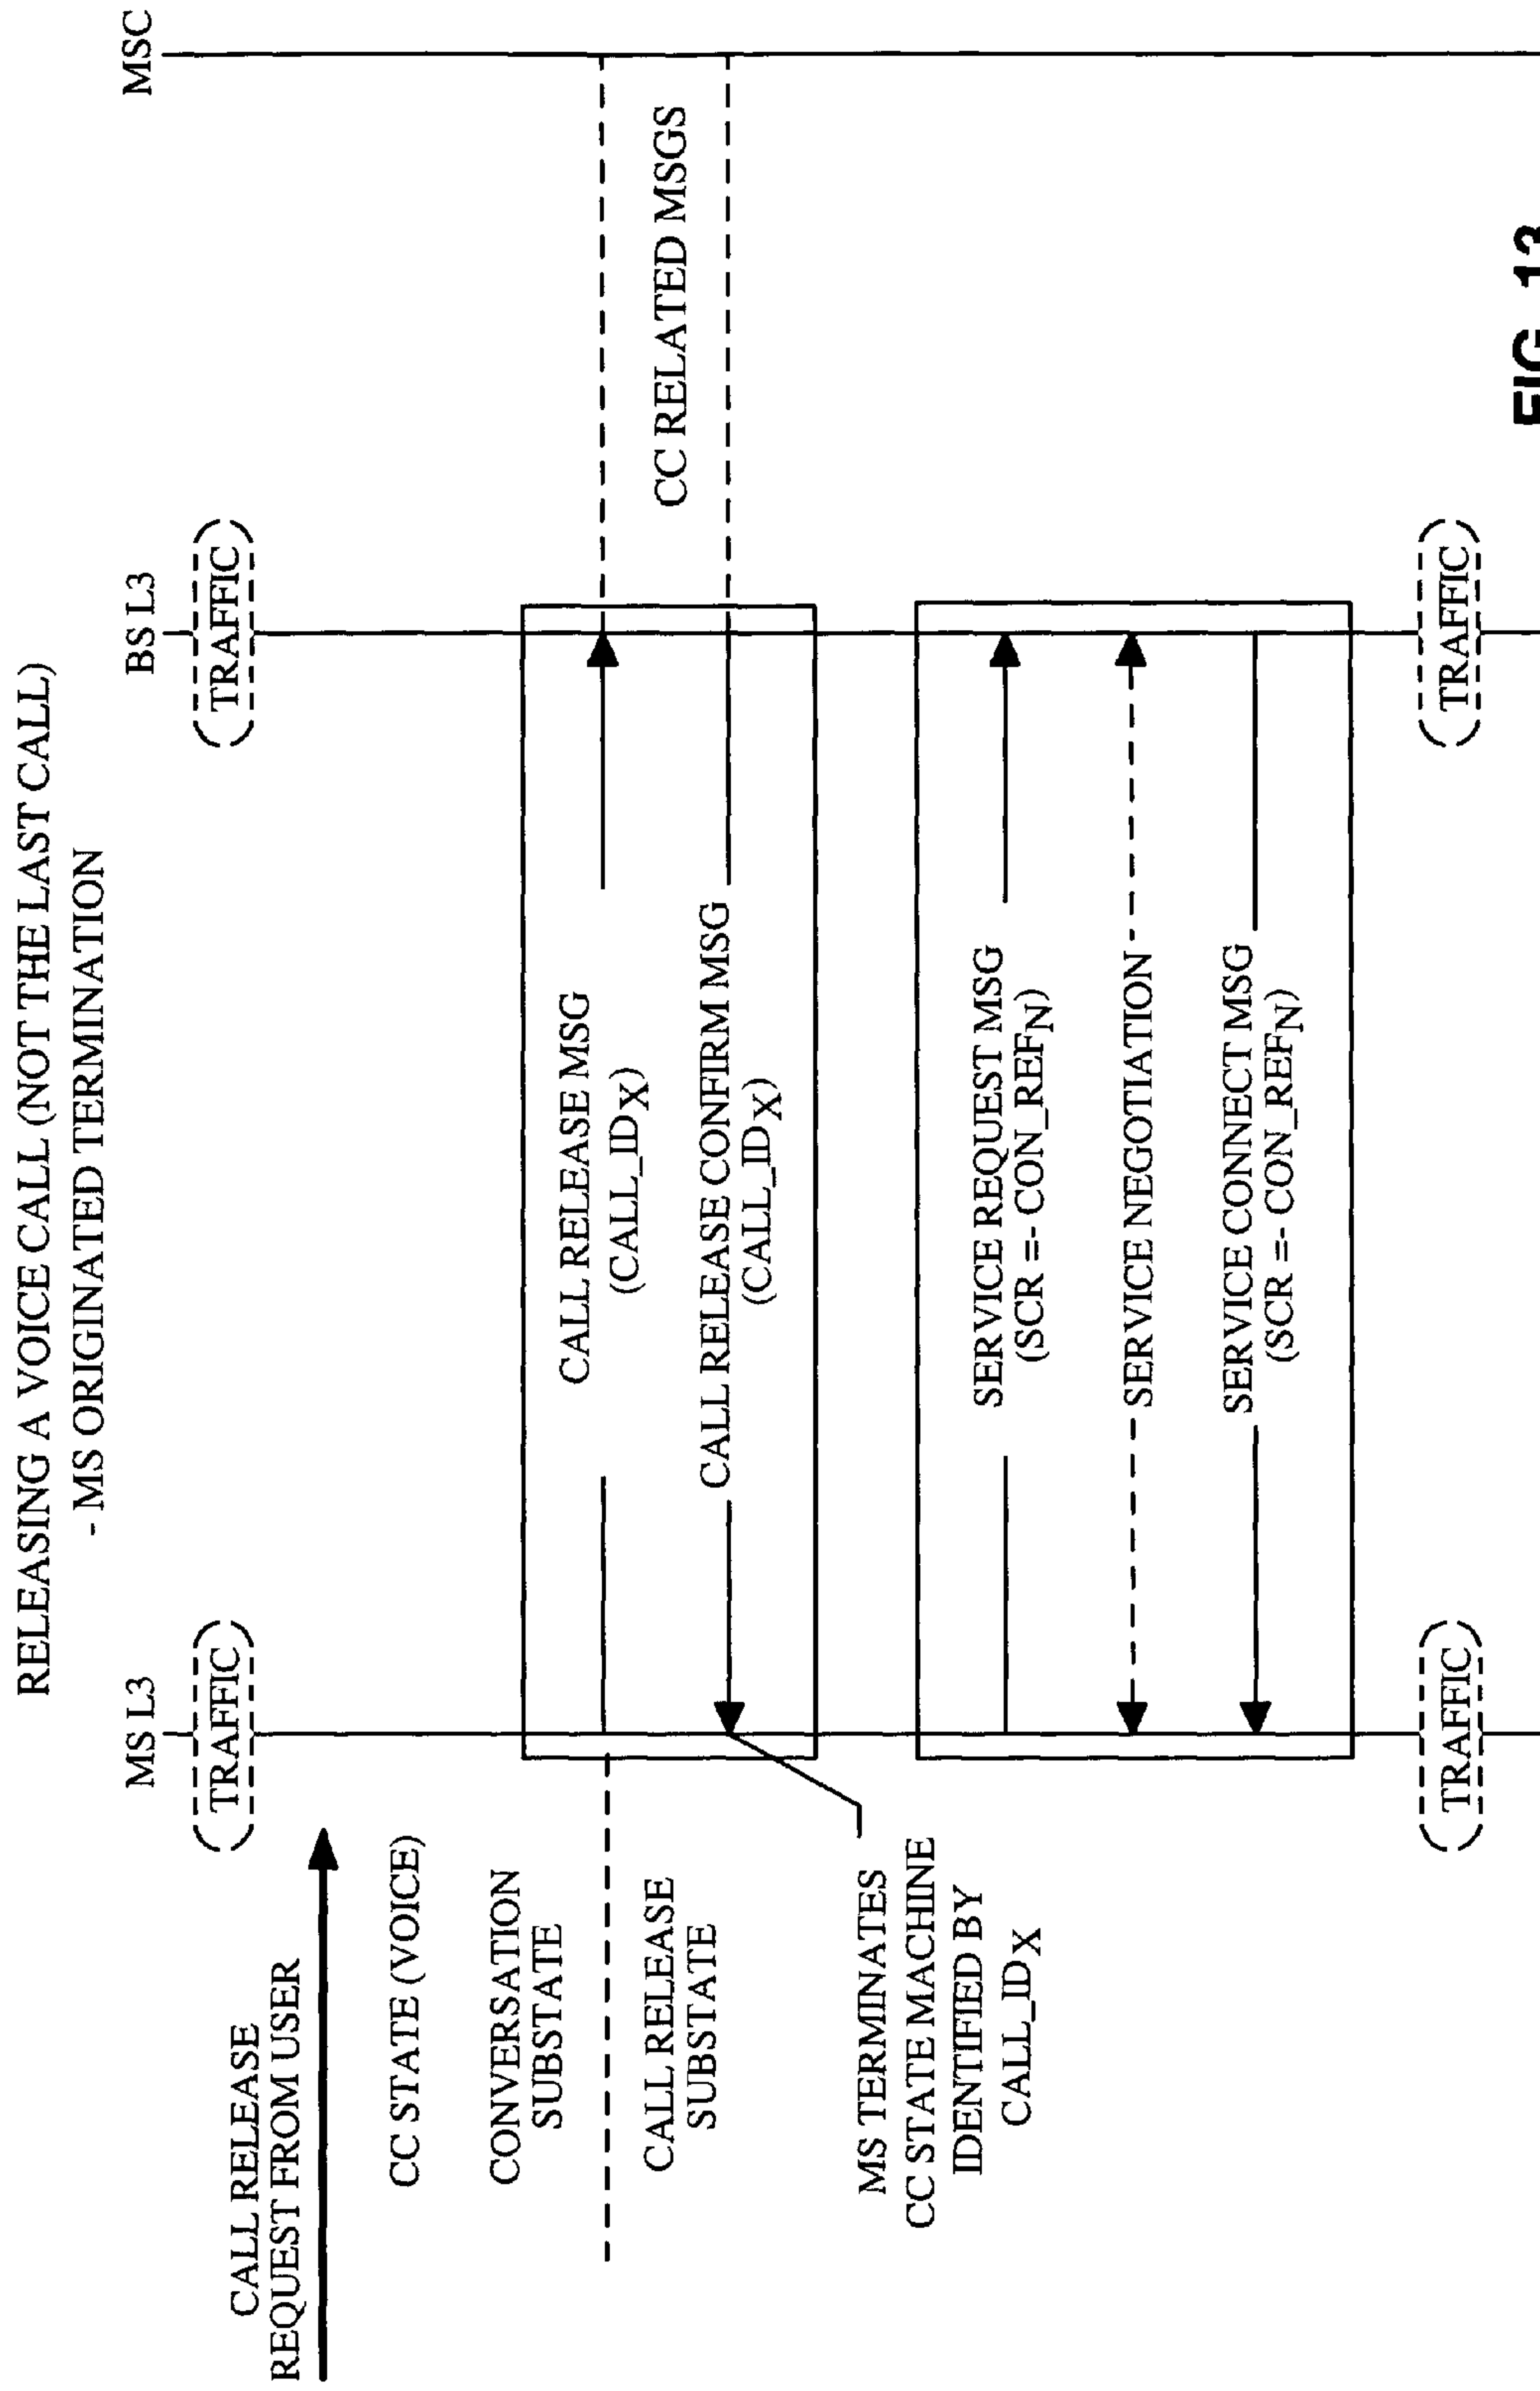 RELEASING A VOICE CALL (NOT THE LAST CALL)
- MS ORIGINATED TERMINATION
MS L3
BS L3
MSC
(TRAFFIC)
(TRAFFIC)
CALL RELEASE
REQUEST FROM USER
CC STATE (VOICE)
CONVERSATION
SUBSTATE
CALL RELEASE
SUBSTATE
CALL RELEASE MSG
(CALL_IDX)
CC RELATED MSGS
CALL RELEASE CONFIRM MSG
(CALL_IDX)
MS TERMINATES
CC STATE MACHINE
IDENTIFIED BY
CALL_IDX
SERVICE REQUEST MSG
(SCR =- CON_REFN)
SERVICE NEGOTIATION
SERVICE CONNECT MSG
(SCR =- CON_REFN)
(TRAFFIC)
(TRAFFIC)
FIG. 13